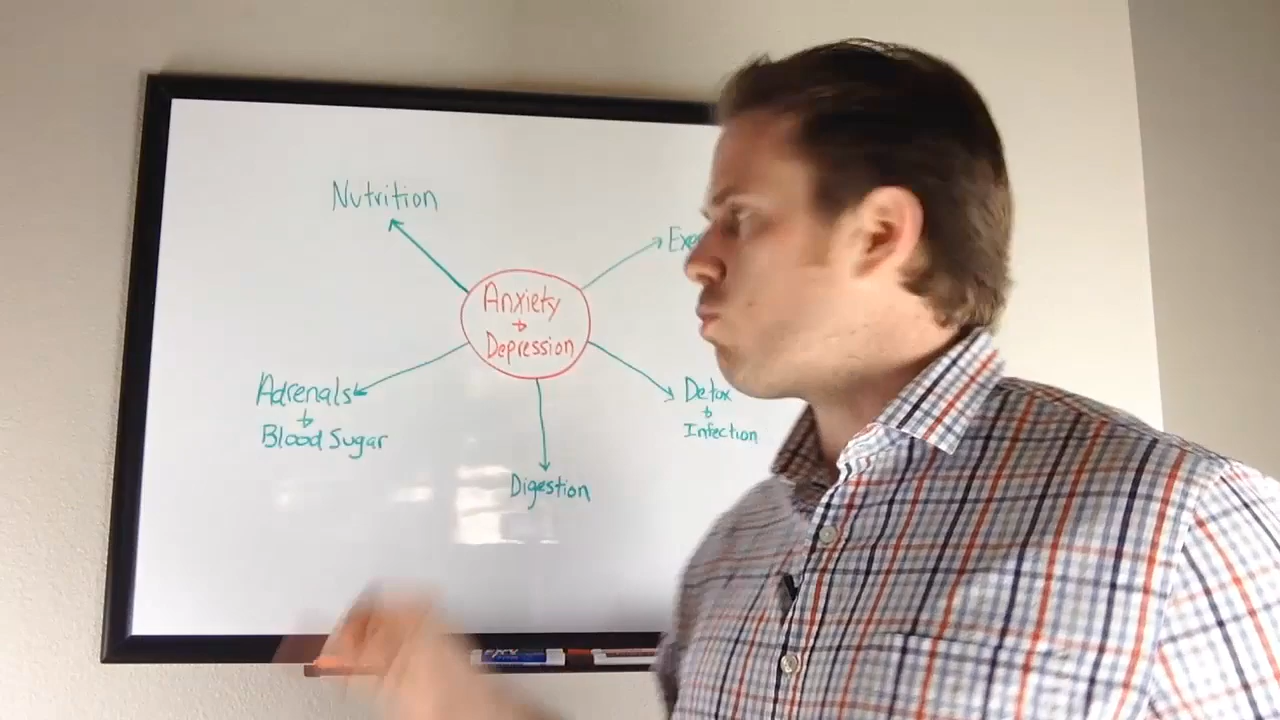 Nutrition
Anxiety
+
Depression
Adrenals
+
Blood Sugar
Detox
+
Infection
Digestion